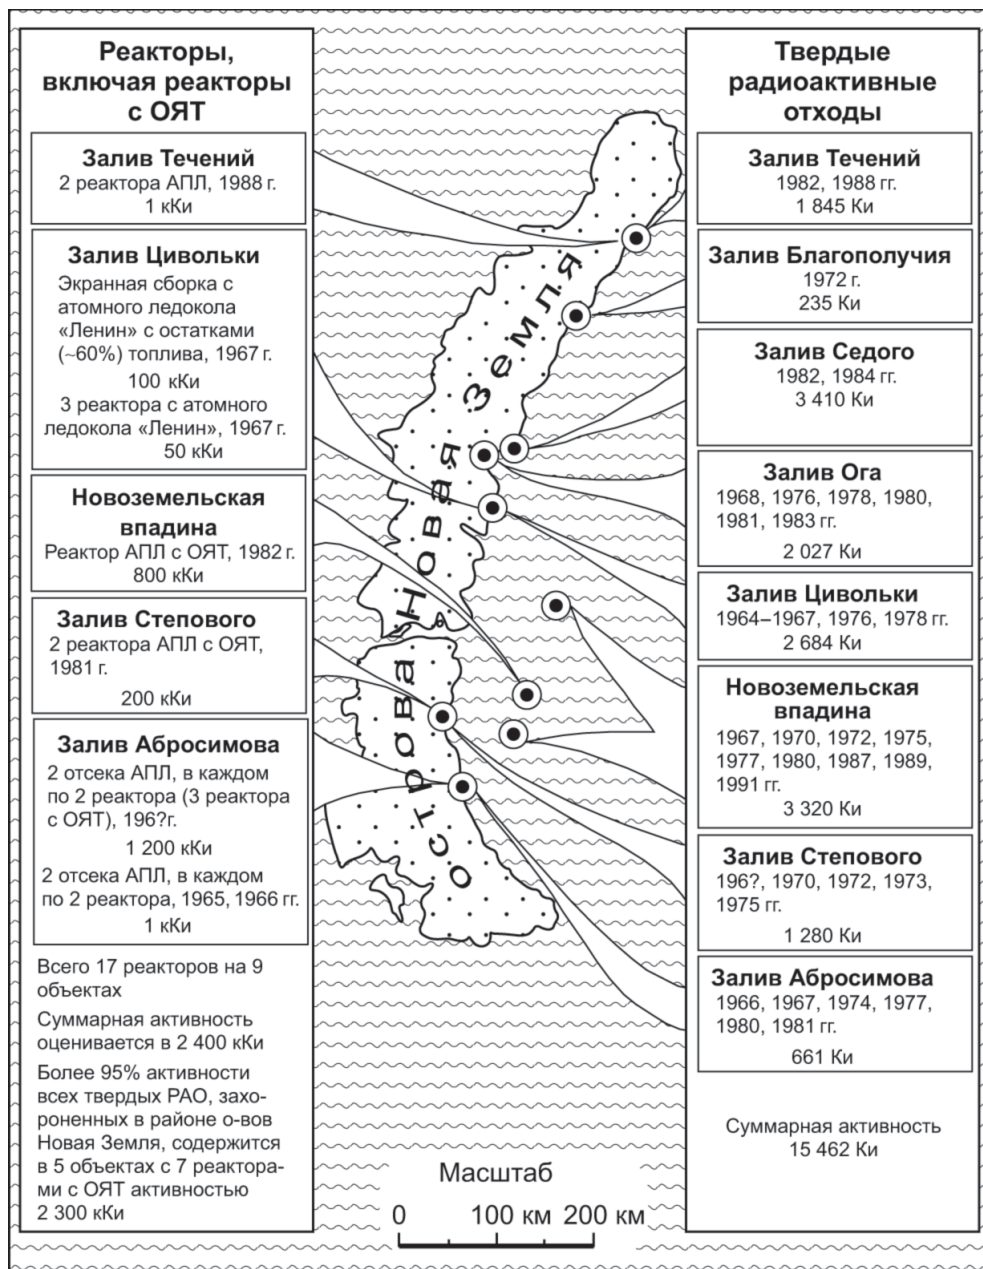 Реакторы,
включая реакторы
с ОЯТ
Залив Течений
2 реактора АПЛ, 1988 г.
1 кКи
Залив Цивольки
Экранная сборка с
атомного ледокола
«Ленин» с остатками
(~60%) топлива, 1967 г.
100 кКи
3 реактора с атомного
ледокола «Ленин», 1967 г.
50 кКи
Новоземельская
впадина
Реактор АПЛ с ОЯТ, 1982 г.
800 кКи
Залив Степового
2 реактора АПЛ с ОЯТ,
1981 г.
200 кКи
Залив Абросимова
2 отсека АПЛ, в каждом
по 2 реактора (3 реактора
с ОЯТ), 196?г.
1 200 кКи
2 отсека АПЛ, в каждом
по 2 реактора, 1965, 1966 гг.
1 кКи
Всего 17 реакторов на 9
объектах
Суммарная активность
оценивается в 2 400 кКи
Более 95% активности
всех твердых РАО, захо-
роненных в районе о-вов
Новая Земля, содержится
в 5 объектах с 7 реактора-
ми с ОЯТ активностью
2 300 кКи
Острова Новая Земля
Масштаб
0 100 км 200 км
Твердые
радиоактивные
отходы
Залив Течений
1982, 1988 гг.
1 845 Ки
Залив Благополучия
1972 г.
235 Ки
Залив Седого
1982, 1984 гг.
3 410 Ки
Залив Ога
1968, 1976, 1978, 1980,
1981, 1983 гг.
2 027 Ки
Залив Цивольки
1964–1967, 1976, 1978 гг.
2 684 Ки
Новоземельская
впадина
1967, 1970, 1972, 1975,
1977, 1980, 1987, 1989,
1991 гг.
3 320 Ки
Залив Степового
196?, 1970, 1972, 1973,
1975 гг.
1 280 Ки
Залив Абросимова
1966, 1967, 1974, 1977,
1980, 1981 гг.
661 Ки
Суммарная активность
15 462 Ки